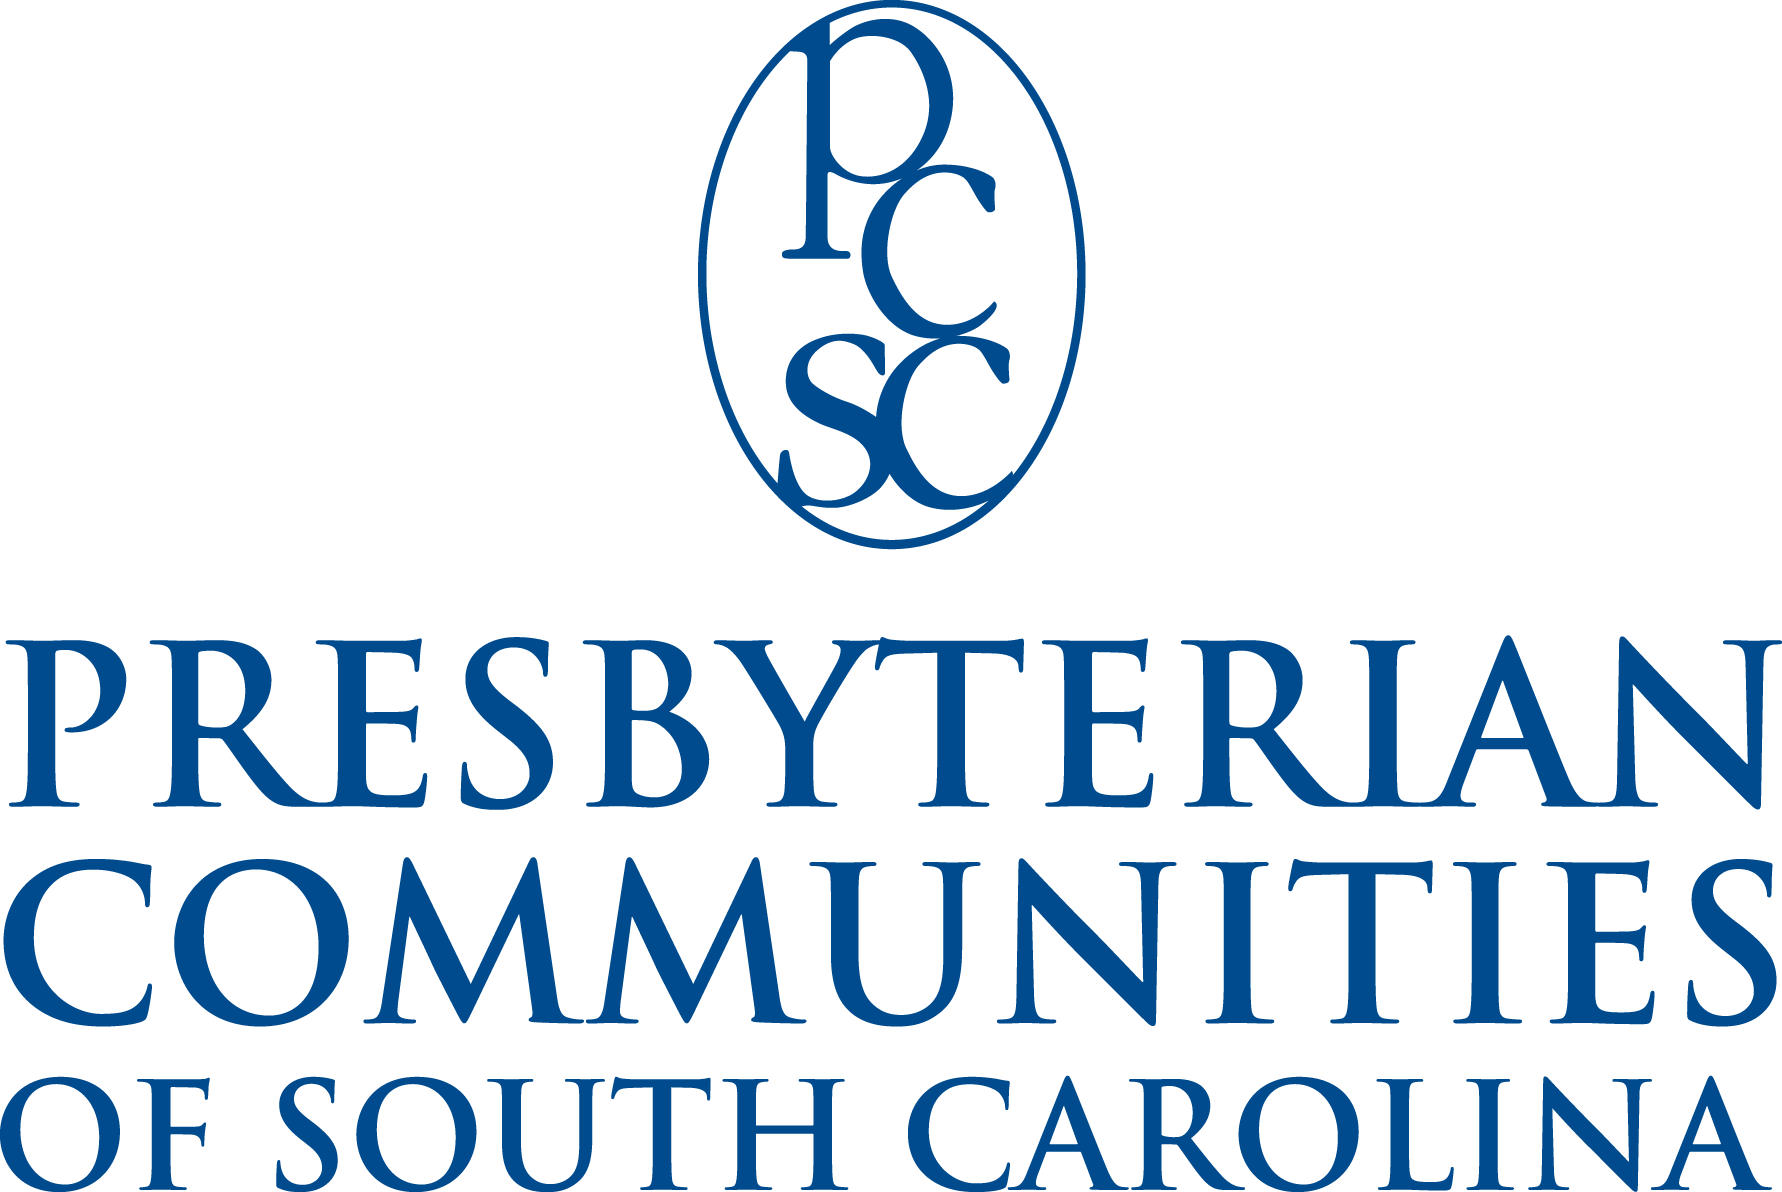 PC
SC
PRESBYTERIAN
COMMUNITIES
OF SOUTH CAROLINA